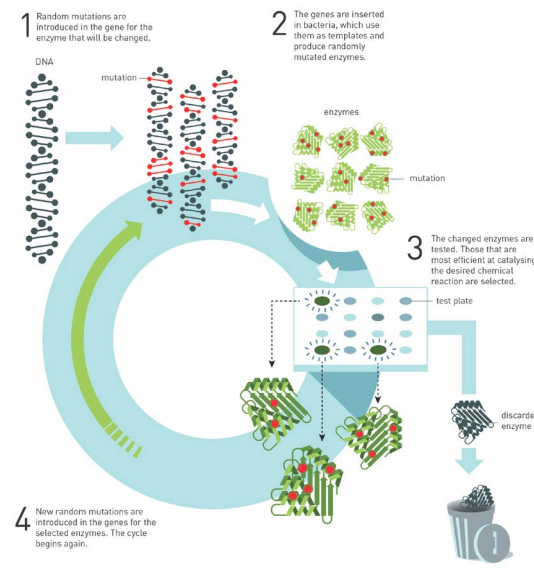 1
Random mutations are
introduced in the gene for the
enzyme that will be changed.
DNA
mutation
2
The genes are inserted
in bacteria, which use
them as templates and
produce randomly
mutated enzymes.
enzymes
mutation
3
The changed enzymes are
tested. Those that are
most efficient at catalysing
the desired chemical
reaction are selected.
test plate
discarde
enzyme
4
New random mutations are
introduced in the genes for the
selected enzymes. The cycle
begins again.